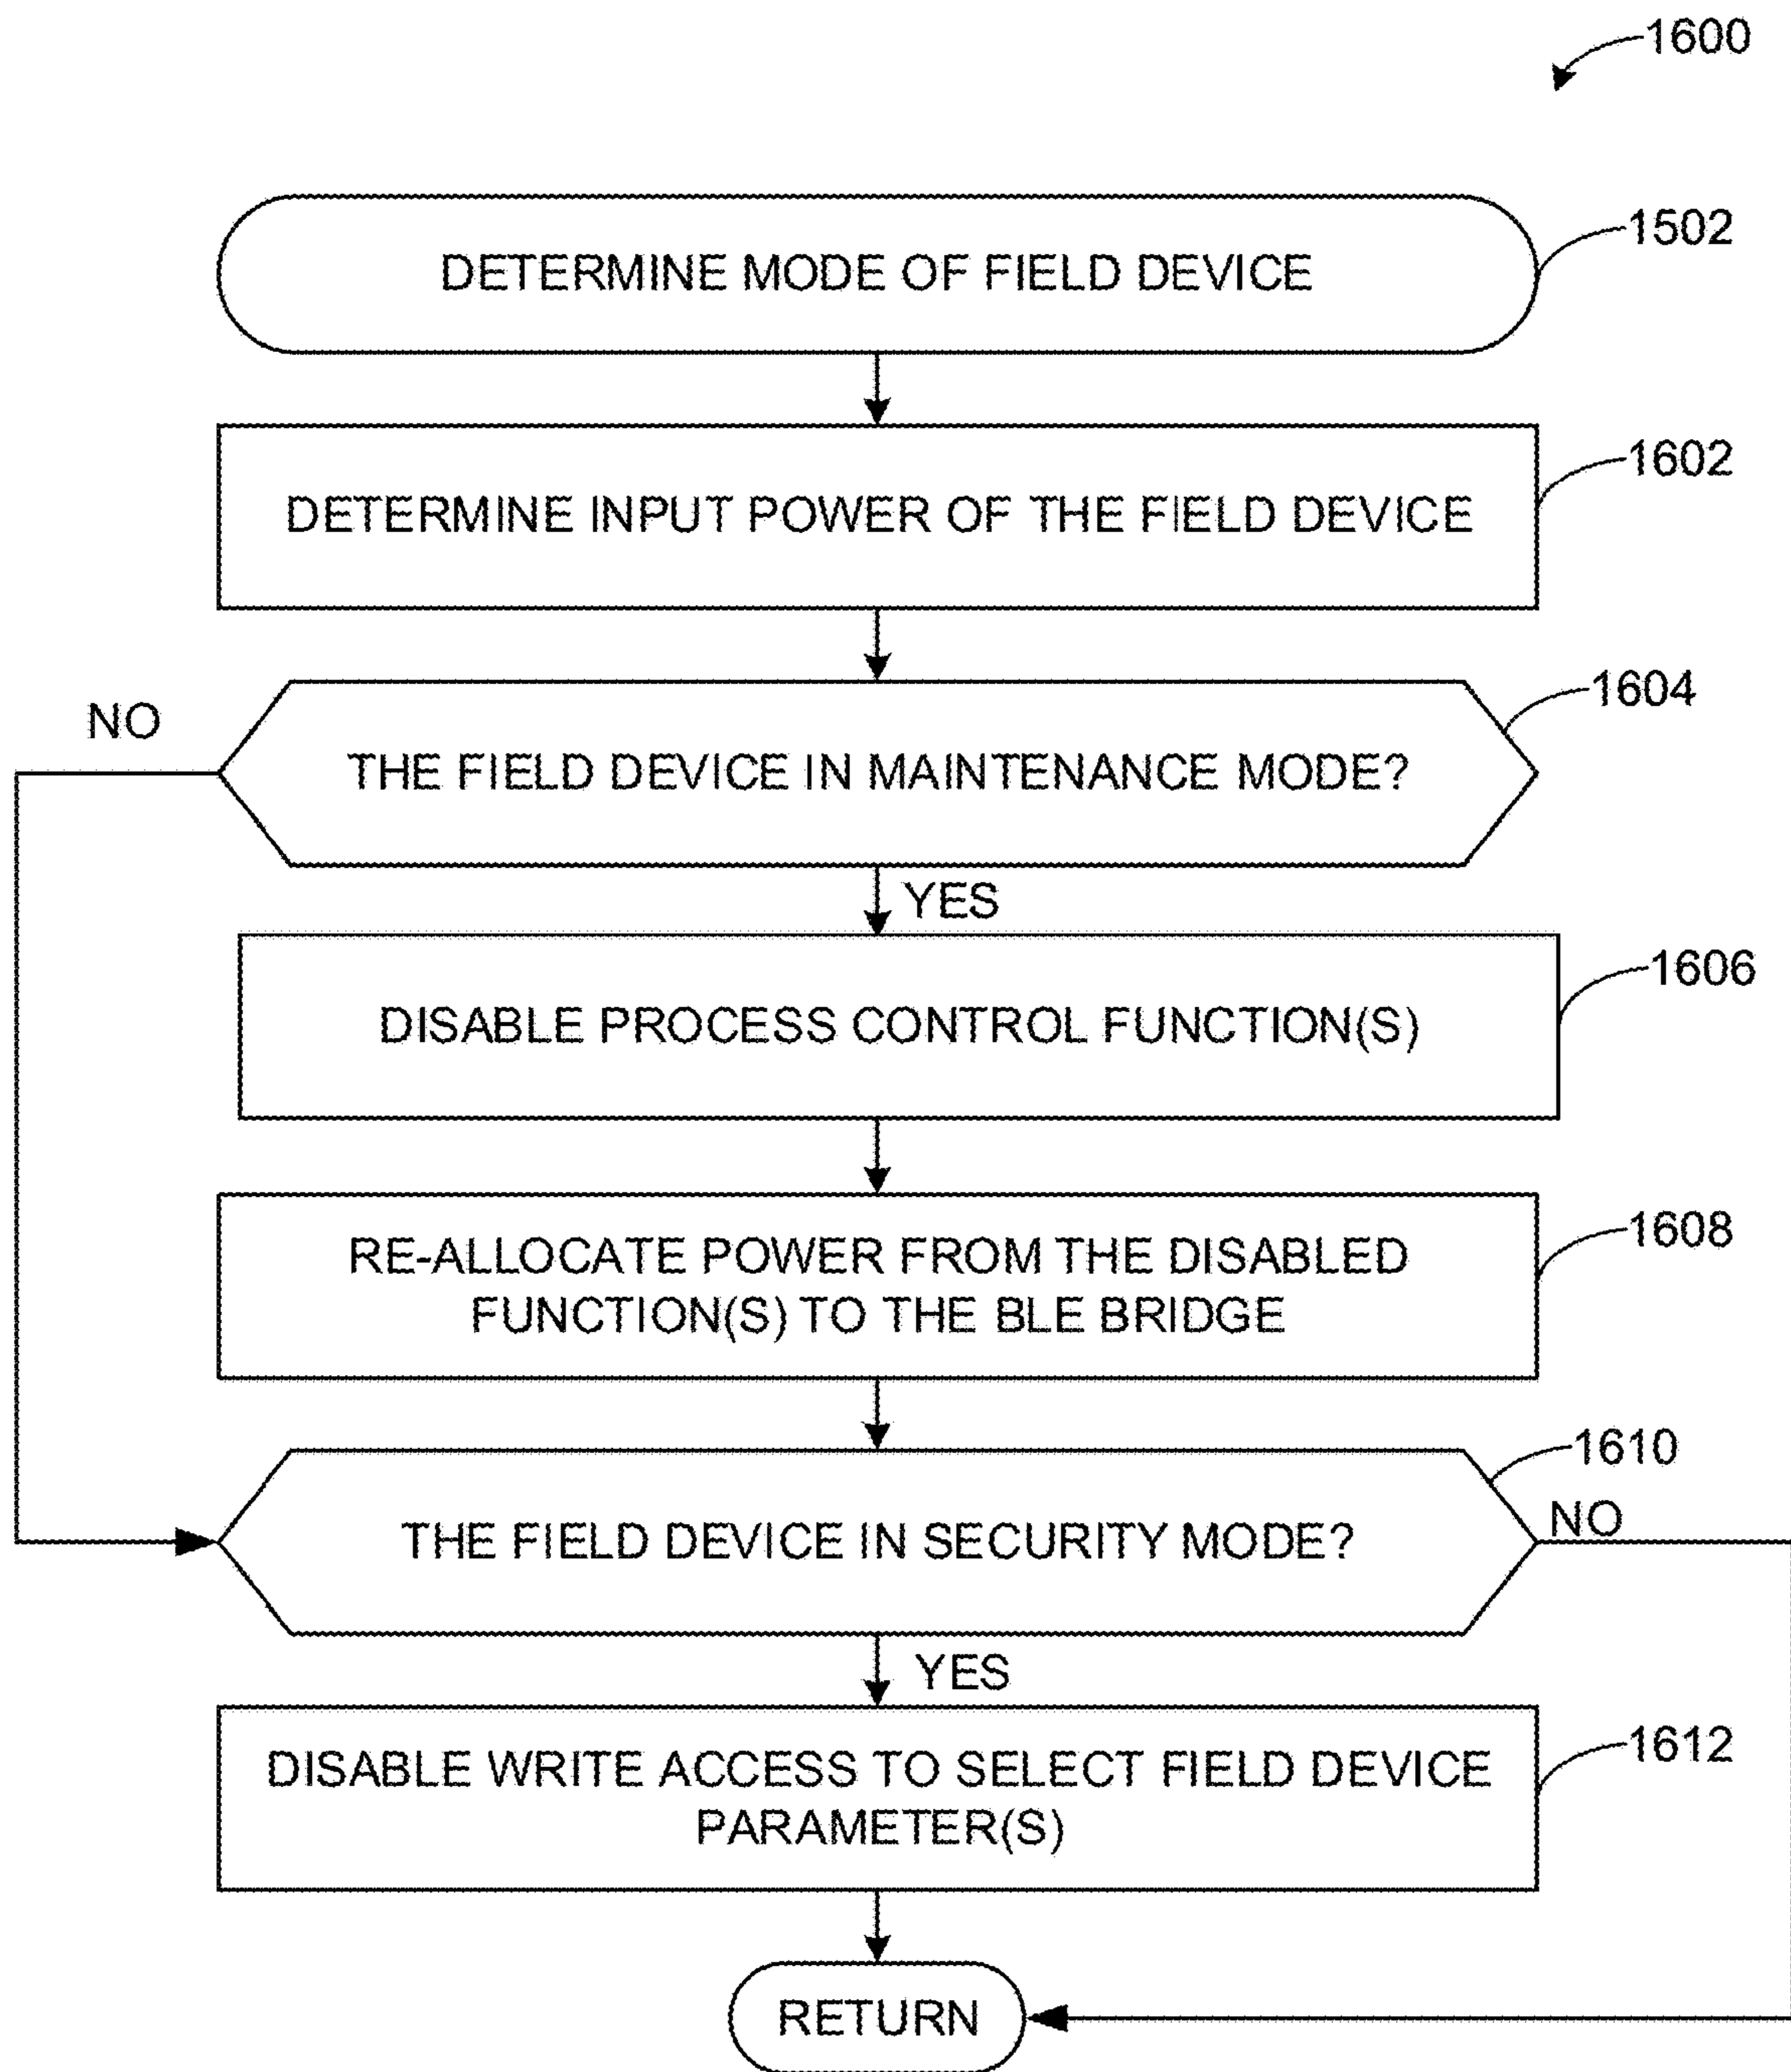 1600
DETERMINE MODE OF FIELD DEVICE
1502
DETERMINE INPUT POWER OF THE FIELD DEVICE
1602
NO
THE FIELD DEVICE IN MAINTENANCE MODE?
1604
YES
DISABLE PROCESS CONTROL FUNCTION(S)
1606
RE-ALLOCATE POWER FROM THE DISABLED
FUNCTION(S) TO THE BLE BRIDGE
1608
THE FIELD DEVICE IN SECURITY MODE?
1610
NO
YES
DISABLE WRITE ACCESS TO SELECT FIELD DEVICE
PARAMETER(S)
1612
RETURN